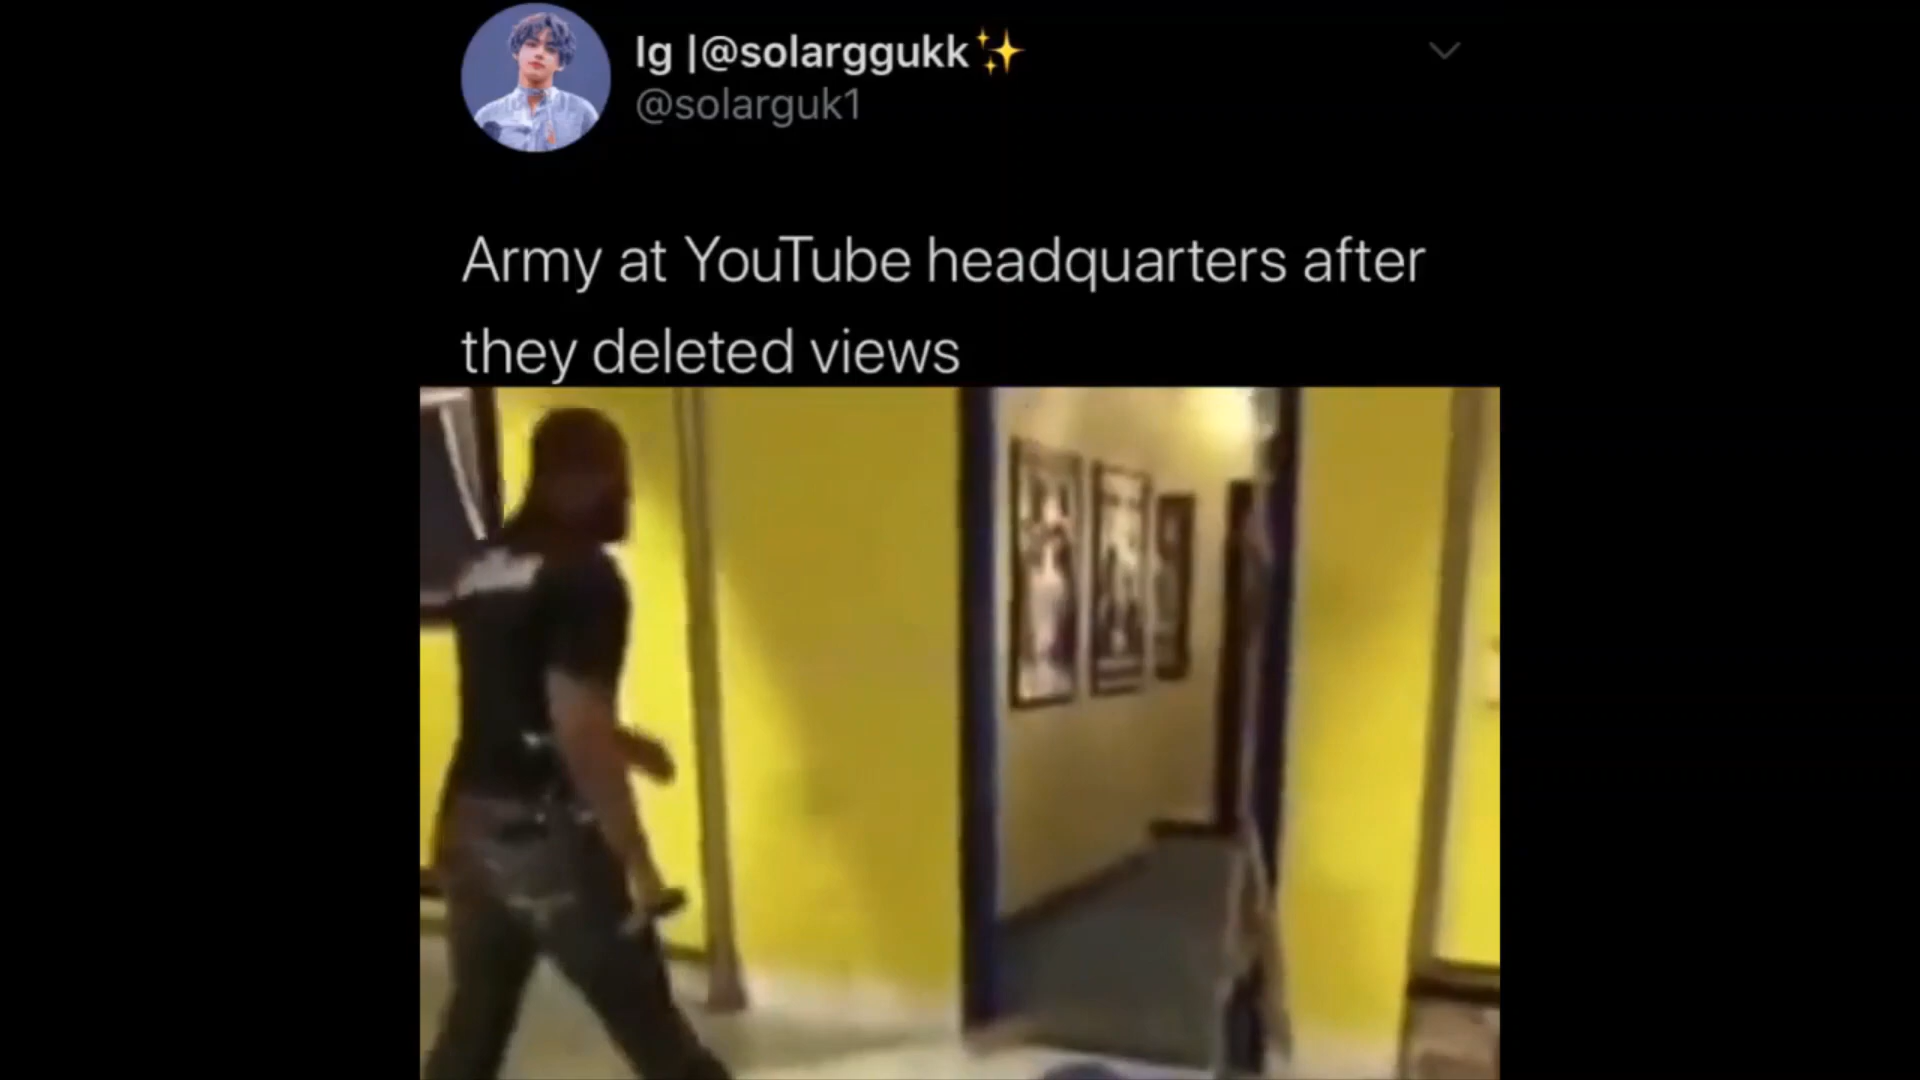 Ig |@solarggukk✨
@solarguk1
Army at YouTube headquarters after
they deleted views